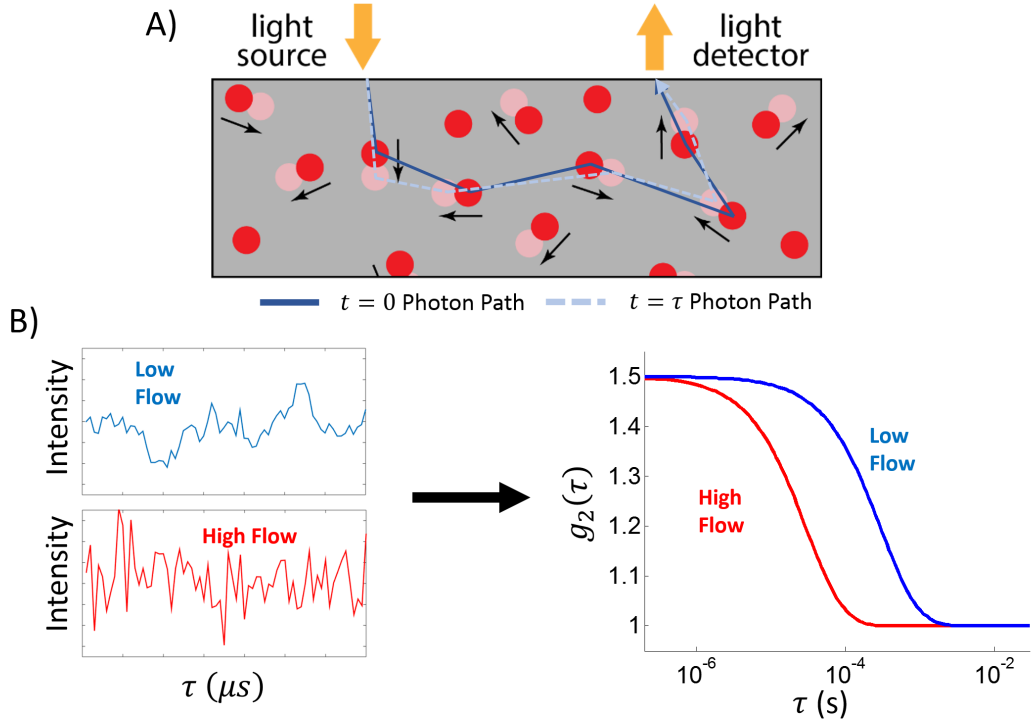 A)
light source
light detector
t = 0 Photon Path
t = τ Photon Path
B)
Intensity
Low
Flow
Intensity
High Flow
τ (μs)
g₂(τ)
1.5
1.4
1.3
1.2
1.1
1
Low
Flow
High
Flow
10⁻⁶
10⁻⁴
10⁻²
τ (s)